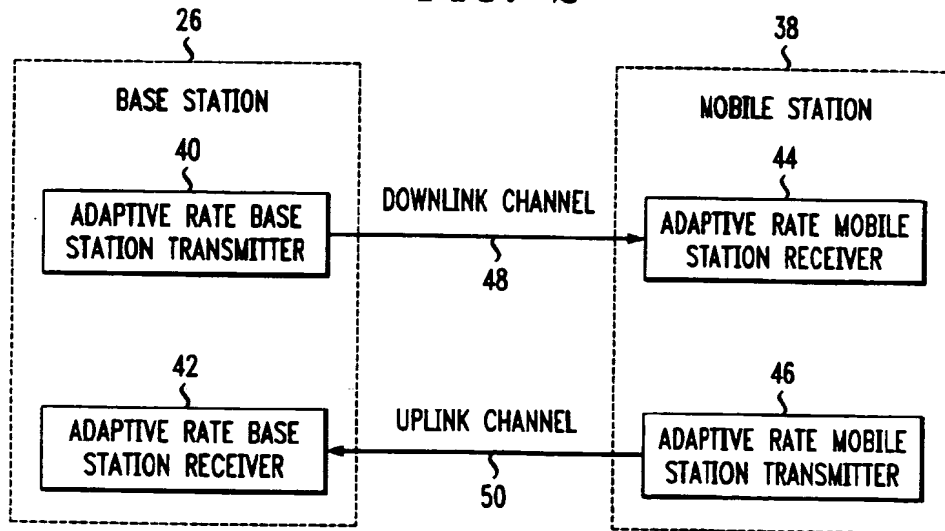 26
38
BASE STATION
MOBILE STATION
40
44
ADAPTIVE RATE BASE
STATION TRANSMITTER
DOWNLINK CHANNEL
48
ADAPTIVE RATE MOBILE
STATION RECEIVER
42
46
ADAPTIVE RATE BASE
STATION RECEIVER
UPLINK CHANNEL
50
ADAPTIVE RATE MOBILE
STATION TRANSMITTER